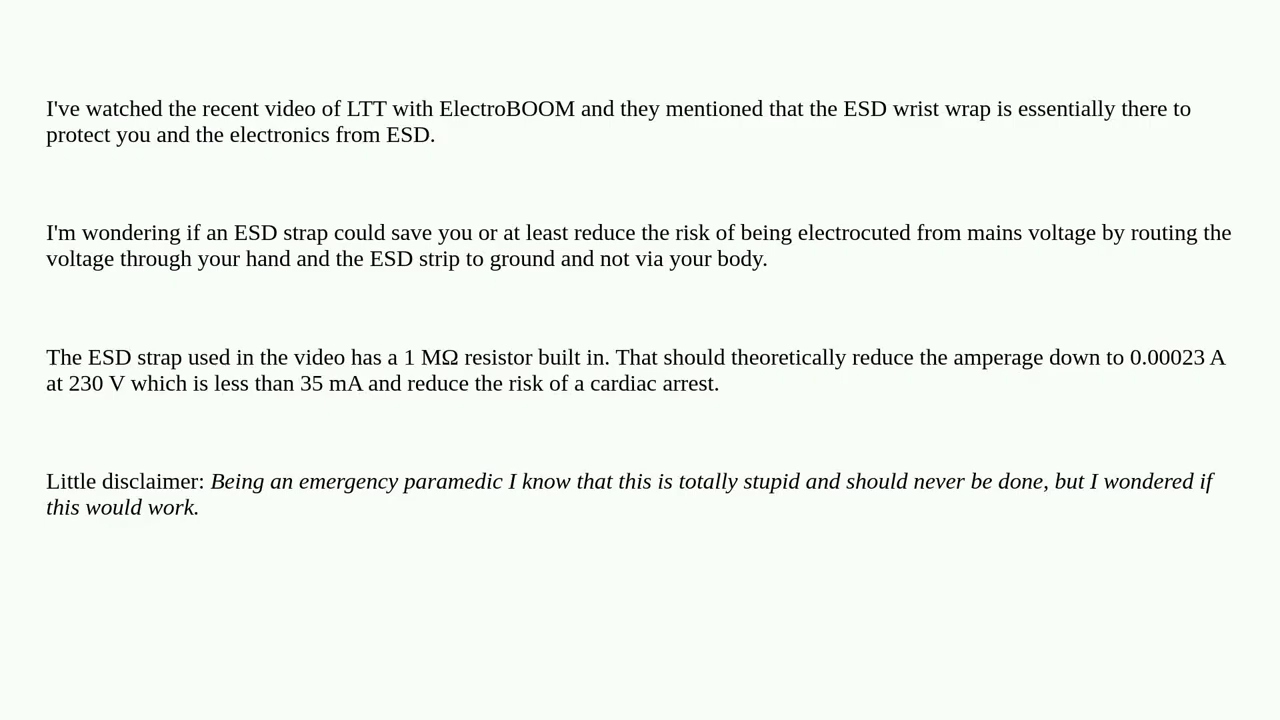 I've watched the recent video of LTT with ElectroBOOM and they mentioned that the ESD wrist wrap is essentially there to
protect you and the electronics from ESD.
I'm wondering if an ESD strap could save you or at least reduce the risk of being electrocuted from mains voltage by routing the
voltage through your hand and the ESD strip to ground and not via your body.
The ESD strap used in the video has a 1 MΩ resistor built in. That should theoretically reduce the amperage down to 0.00023 A
at 230 V which is less than 35 mA and reduce the risk of a cardiac arrest.
Little disclaimer: Being an emergency paramedic I know that this is totally stupid and should never be done, but I wondered if
this would work.